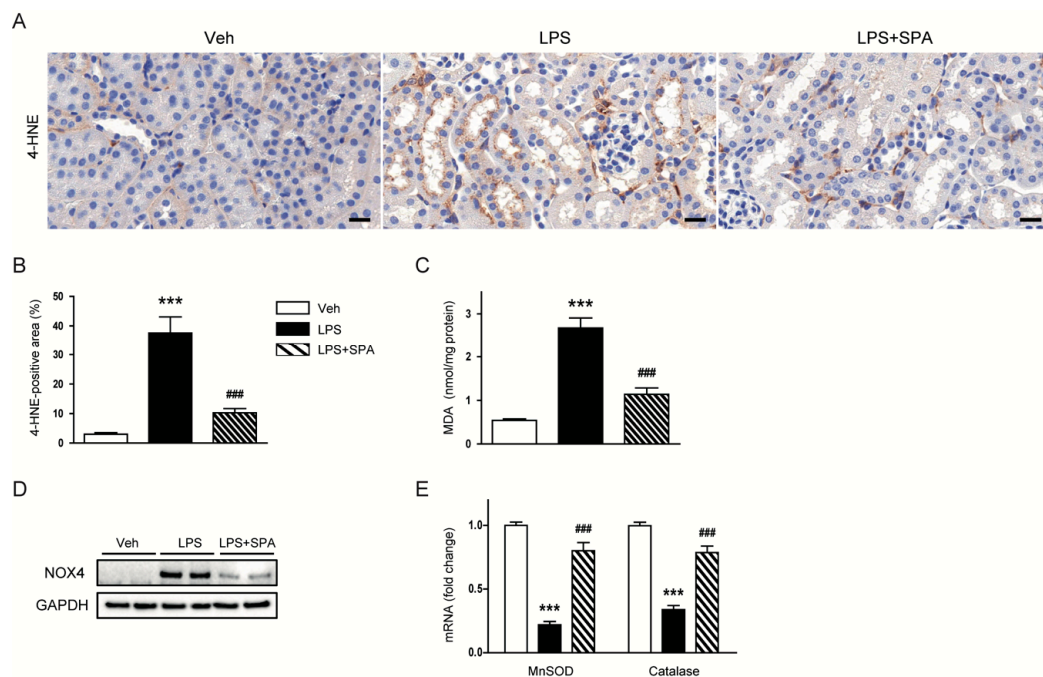 A
Veh
LPS
LPS+SPA
4-HNE
B
4-HNE-positive area (%)
50
40
30
20
10
0
***
###
Veh
LPS
LPS+SPA
C
MDA (nmol/mg protein)
3
2
1
0
***
###
D
Veh
LPS
LPS+SPA
NOX4
GAPDH
E
mRNA (fold change)
1.0
0.5
0.0
***
###
***
###
MnSOD
Catalase